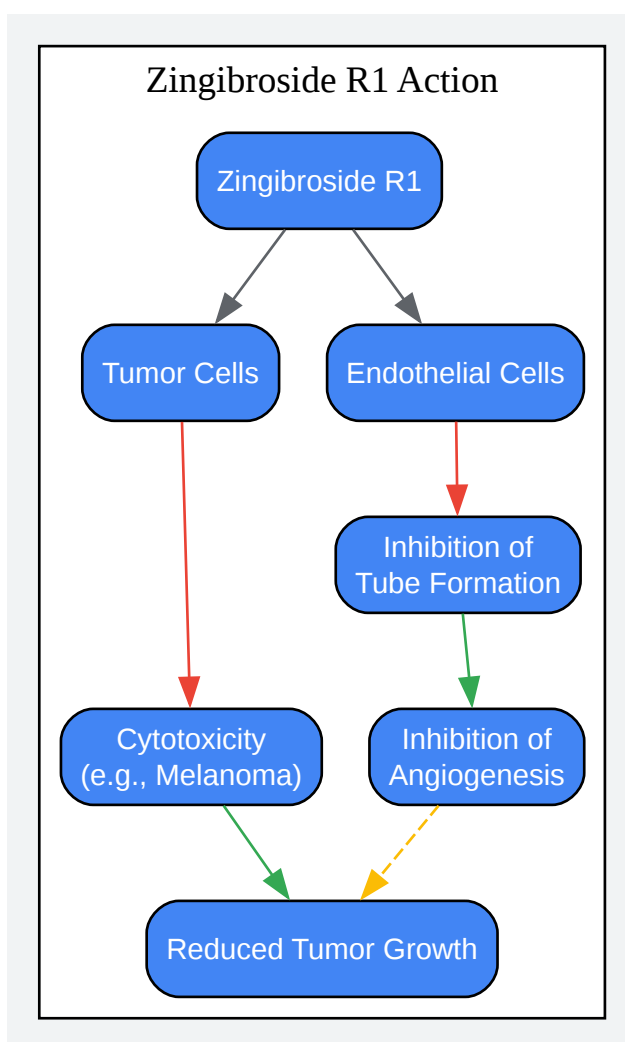 Zingibroside R1 Action
Zingibroside R1
Tumor Cells
Endothelial Cells
Inhibition of
Tube Formation
Cytotoxicity
(e.g., Melanoma)
Inhibition of
Angiogenesis
Reduced Tumor Growth